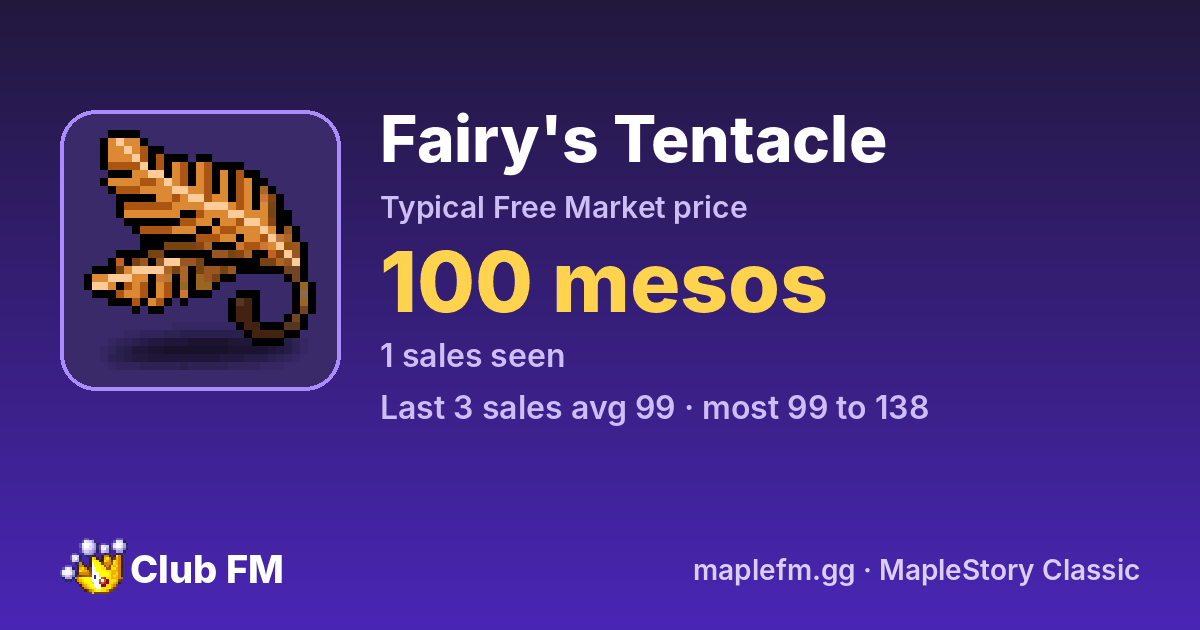 Fairy's Tentacle
Typical Free Market price
100 mesos
1 sales seen
Last 3 sales avg 99 · most 99 to 138
Club FM
maplefm.gg · MapleStory Classic